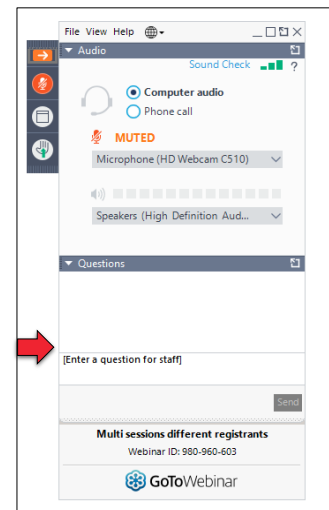 File View Help
Audio
Sound Check ?
Computer audio
Phone call
MUTED
Microphone (HD Webcam C510)
Speakers (High Definition Aud...
Questions
[Enter a question for staff]
Send
Multi sessions different registrants
Webinar ID: 980-960-603
GoToWebinar